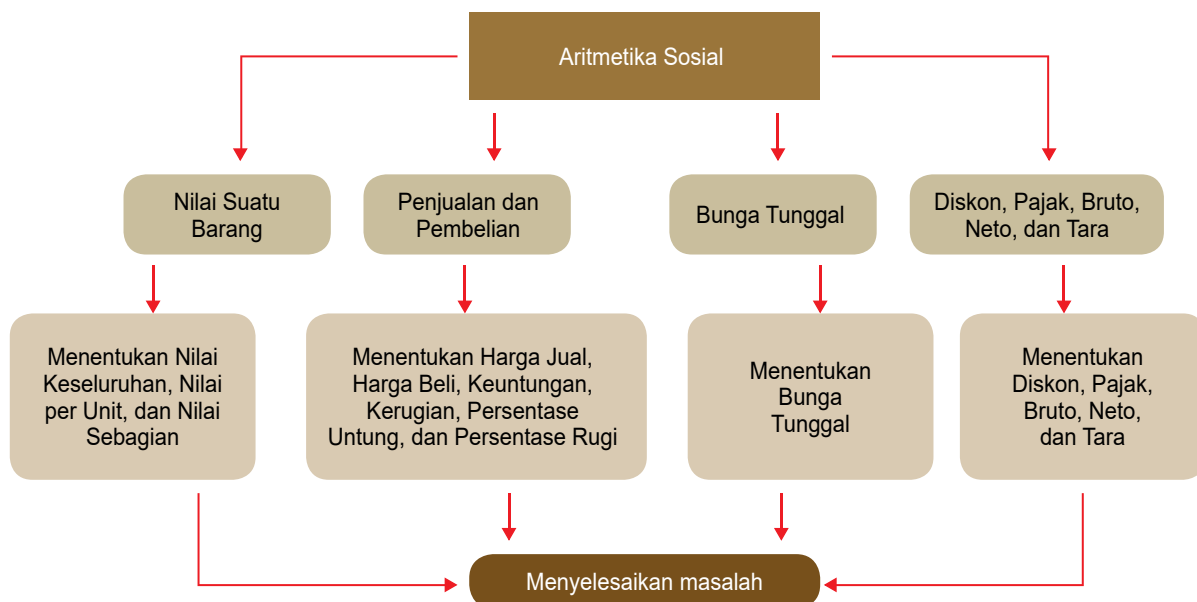 Aritmetika Sosial
Nilai Suatu
Barang
Penjualan dan
Pembelian
Bunga Tunggal
Diskon, Pajak, Bruto,
Neto, dan Tara
Menentukan Nilai
Keseluruhan, Nilai
per Unit, dan Nilai
Sebagian
Menentukan Harga Jual,
Harga Beli, Keuntungan,
Kerugian, Persentase
Untung, dan Persentase Rugi
Menentukan
Bunga
Tunggal
Menentukan
Diskon, Pajak,
Bruto, Neto,
dan Tara
Menyelesaikan masalah